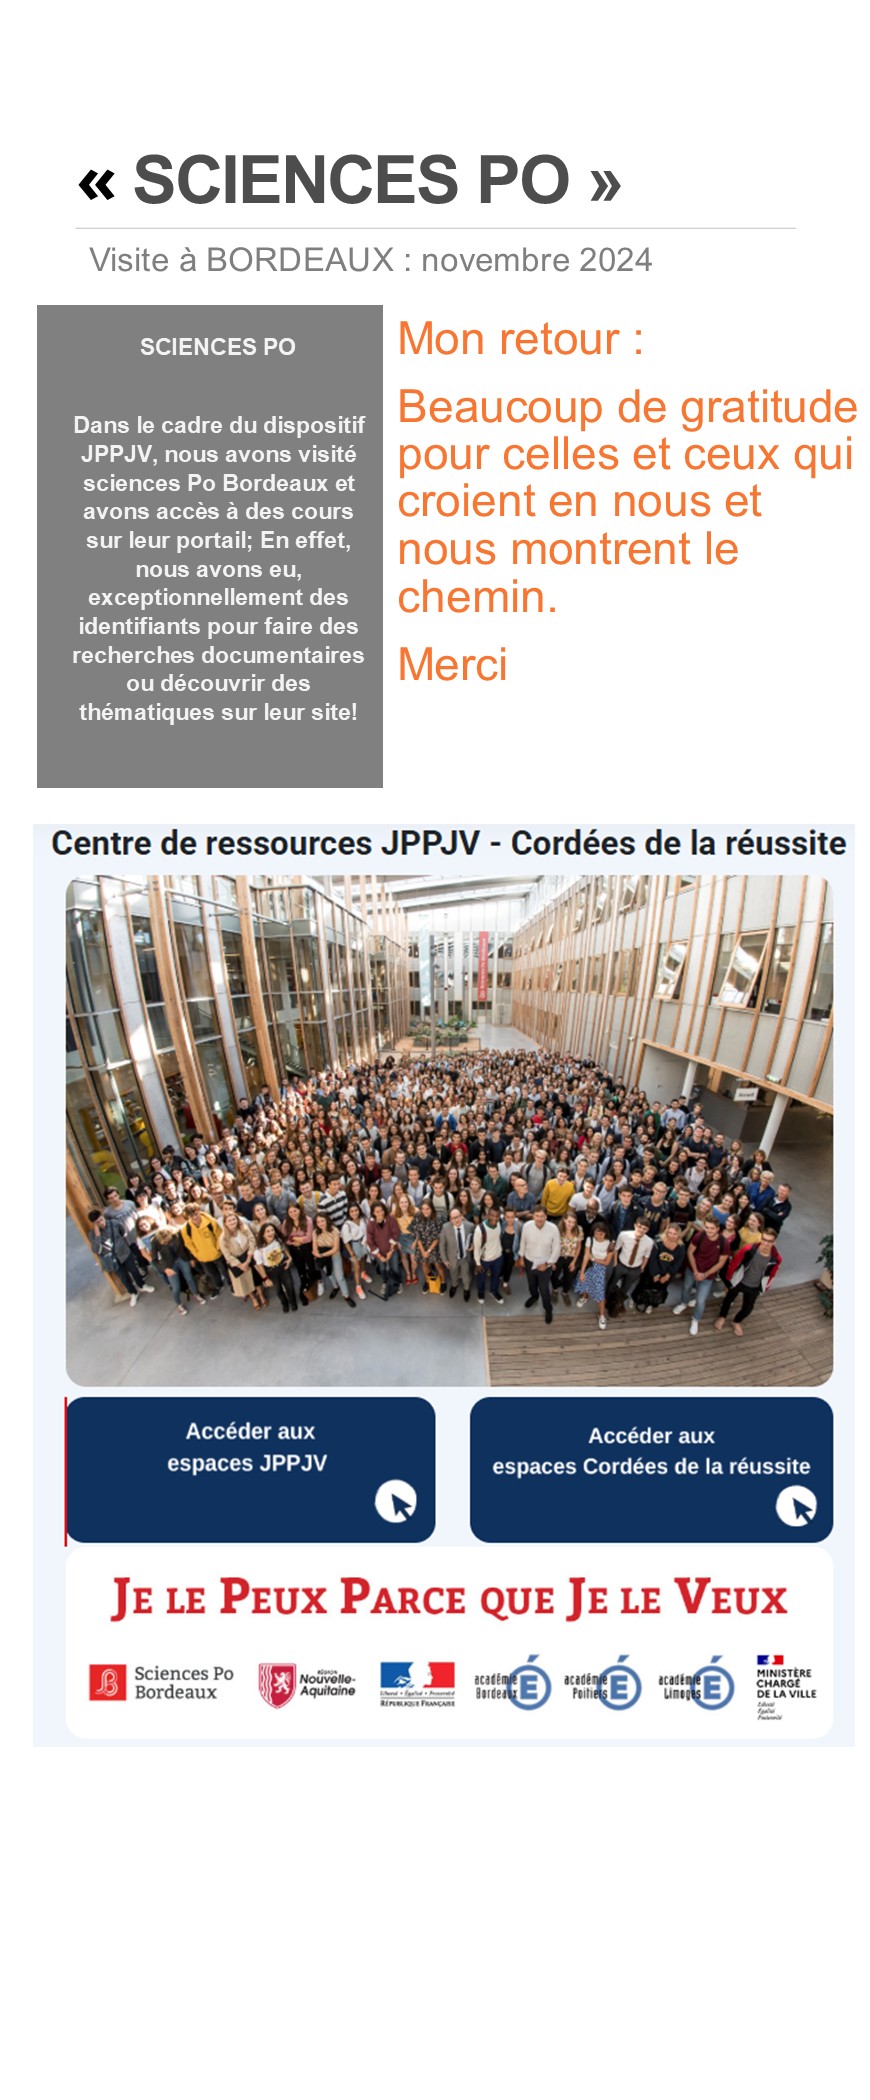 « SCIENCES PO »
Visite à BORDEAUX : novembre 2024
SCIENCES PO
Dans le cadre du dispositif
JPPJV, nous avons visité
sciences Po Bordeaux et
avons accès à des cours
sur leur portail; En effet,
nous avons eu,
exceptionnellement des
identifiants pour faire des
recherches documentaires
ou découvrir des
thématiques sur leur site!
Mon retour :
Beaucoup de gratitude
pour celles et ceux qui
croient en nous et
nous montrent le
chemin.
Merci
Centre de ressources JPPJV - Cordées de la réussite
Accueil
Accéder aux
espaces JPPJV
Accéder aux
espaces Cordées de la réussite
JE LE PEUX PARCE QUE JE LE VEUX
Sciences Po
Bordeaux
RÉGION
Nouvelle-
Aquitaine
Liberté • Égalité • Fraternité
RÉPUBLIQUE FRANÇAISE
académie
Bordeaux
académie
Poitiers
académie
Limoges
MINISTÈRE
CHARGÉ
DE LA VILLE
Liberté
Égalité
Fraternité